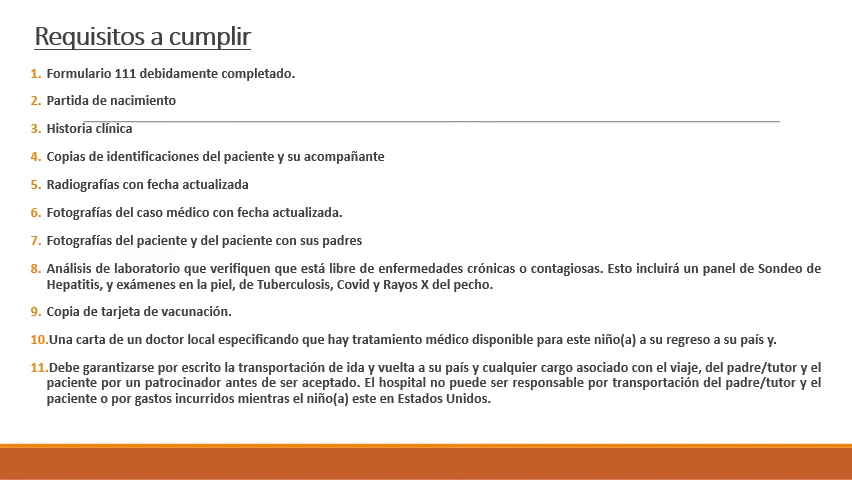 Requisitos a cumplir
1. Formulario 111 debidamente completado.
2. Partida de nacimiento
3. Historia clínica
4. Copias de identificaciones del paciente y su acompañante
5. Radiografías con fecha actualizada
6. Fotografías del caso médico con fecha actualizada.
7. Fotografías del paciente y del paciente con sus padres
8. Análisis de laboratorio que verifiquen que está libre de enfermedades crónicas o contagiosas. Esto incluirá un panel de Sondeo de
Hepatitis, y exámenes en la piel, de Tuberculosis, Covid y Rayos X del pecho.
9. Copia de tarjeta de vacunación.
10.Una carta de un doctor local especificando que hay tratamiento médico disponible para este niño(a) a su regreso a su país y.
11.Debe garantizarse por escrito la transportación de ida y vuelta a su país y cualquier cargo asociado con el viaje, del padre/tutor y el
paciente por un patrocinador antes de ser aceptado. El hospital no puede ser responsable por transportación del padre/tutor y el
paciente o por gastos incurridos mientras el niño(a) este en Estados Unidos.